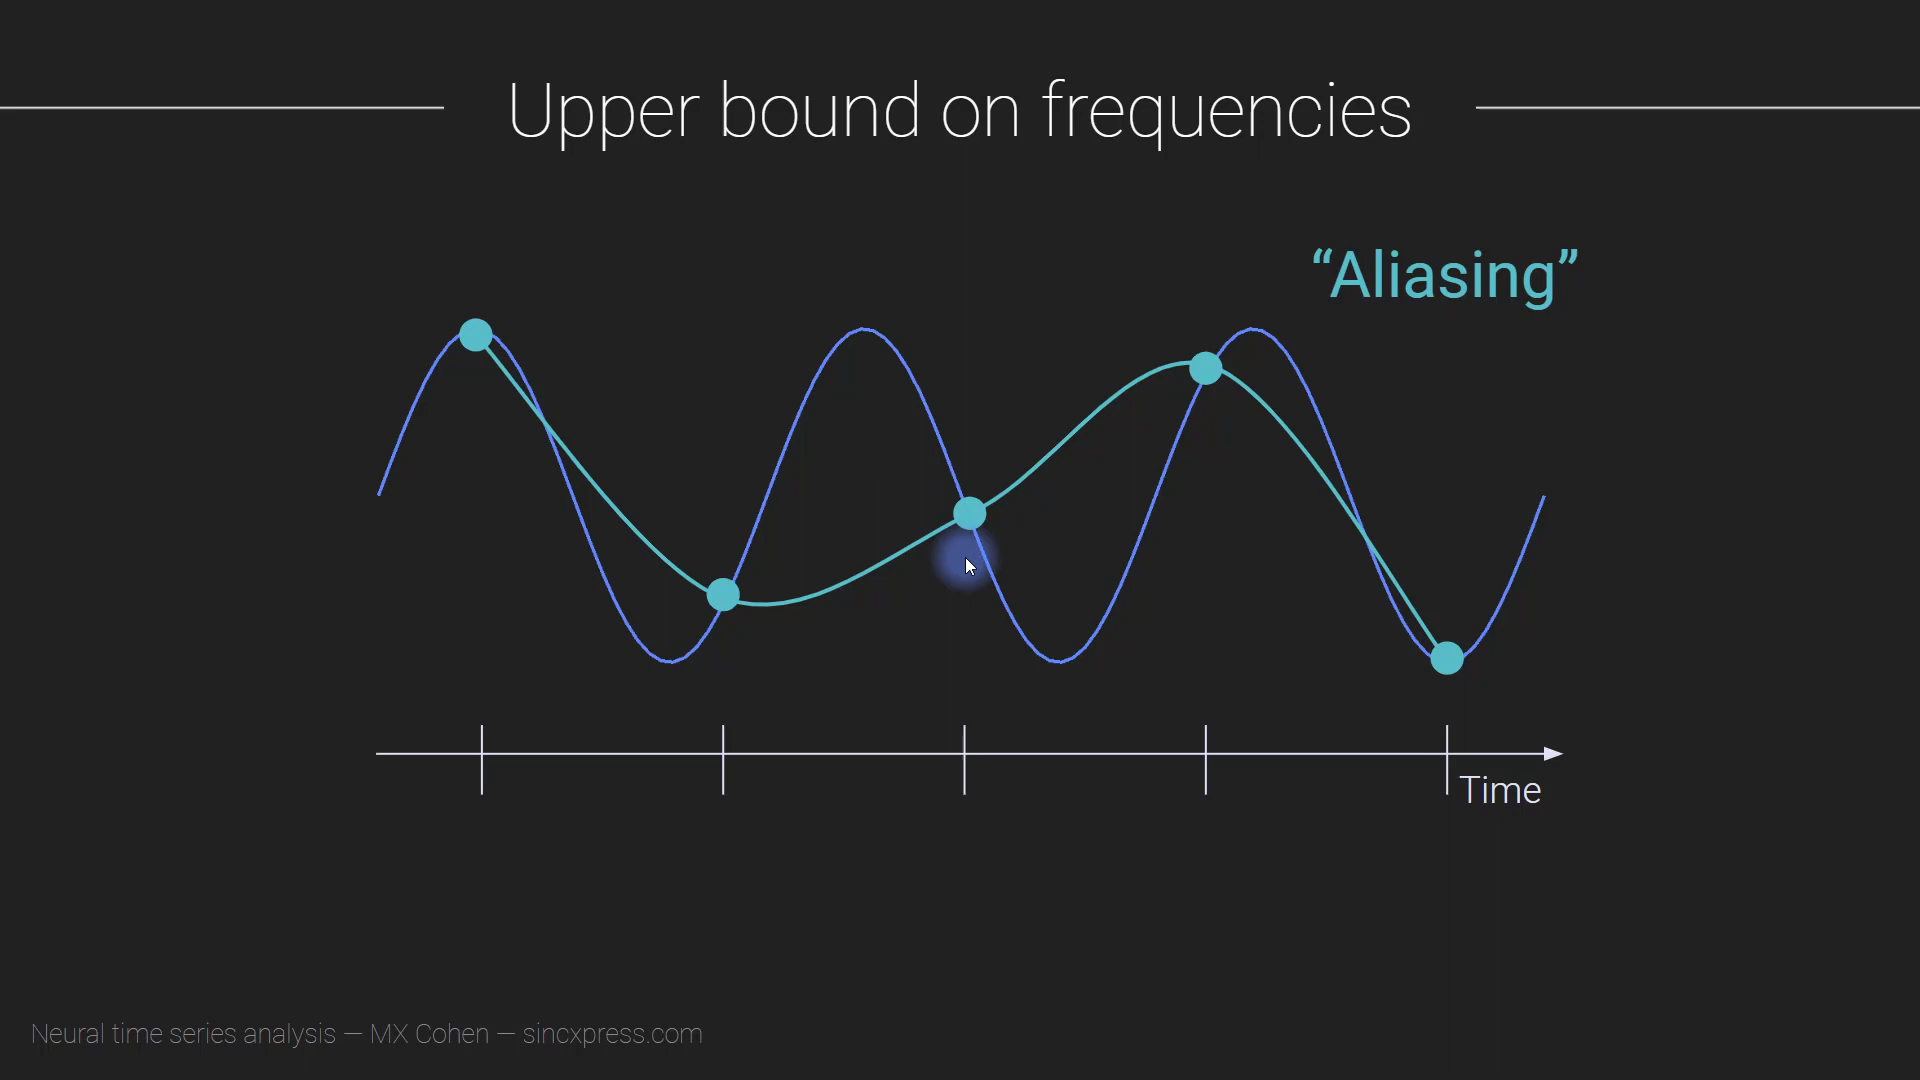 Upper bound on frequencies
“Aliasing”
Time
Neural time series analysis — MX Cohen — sincxpress.com